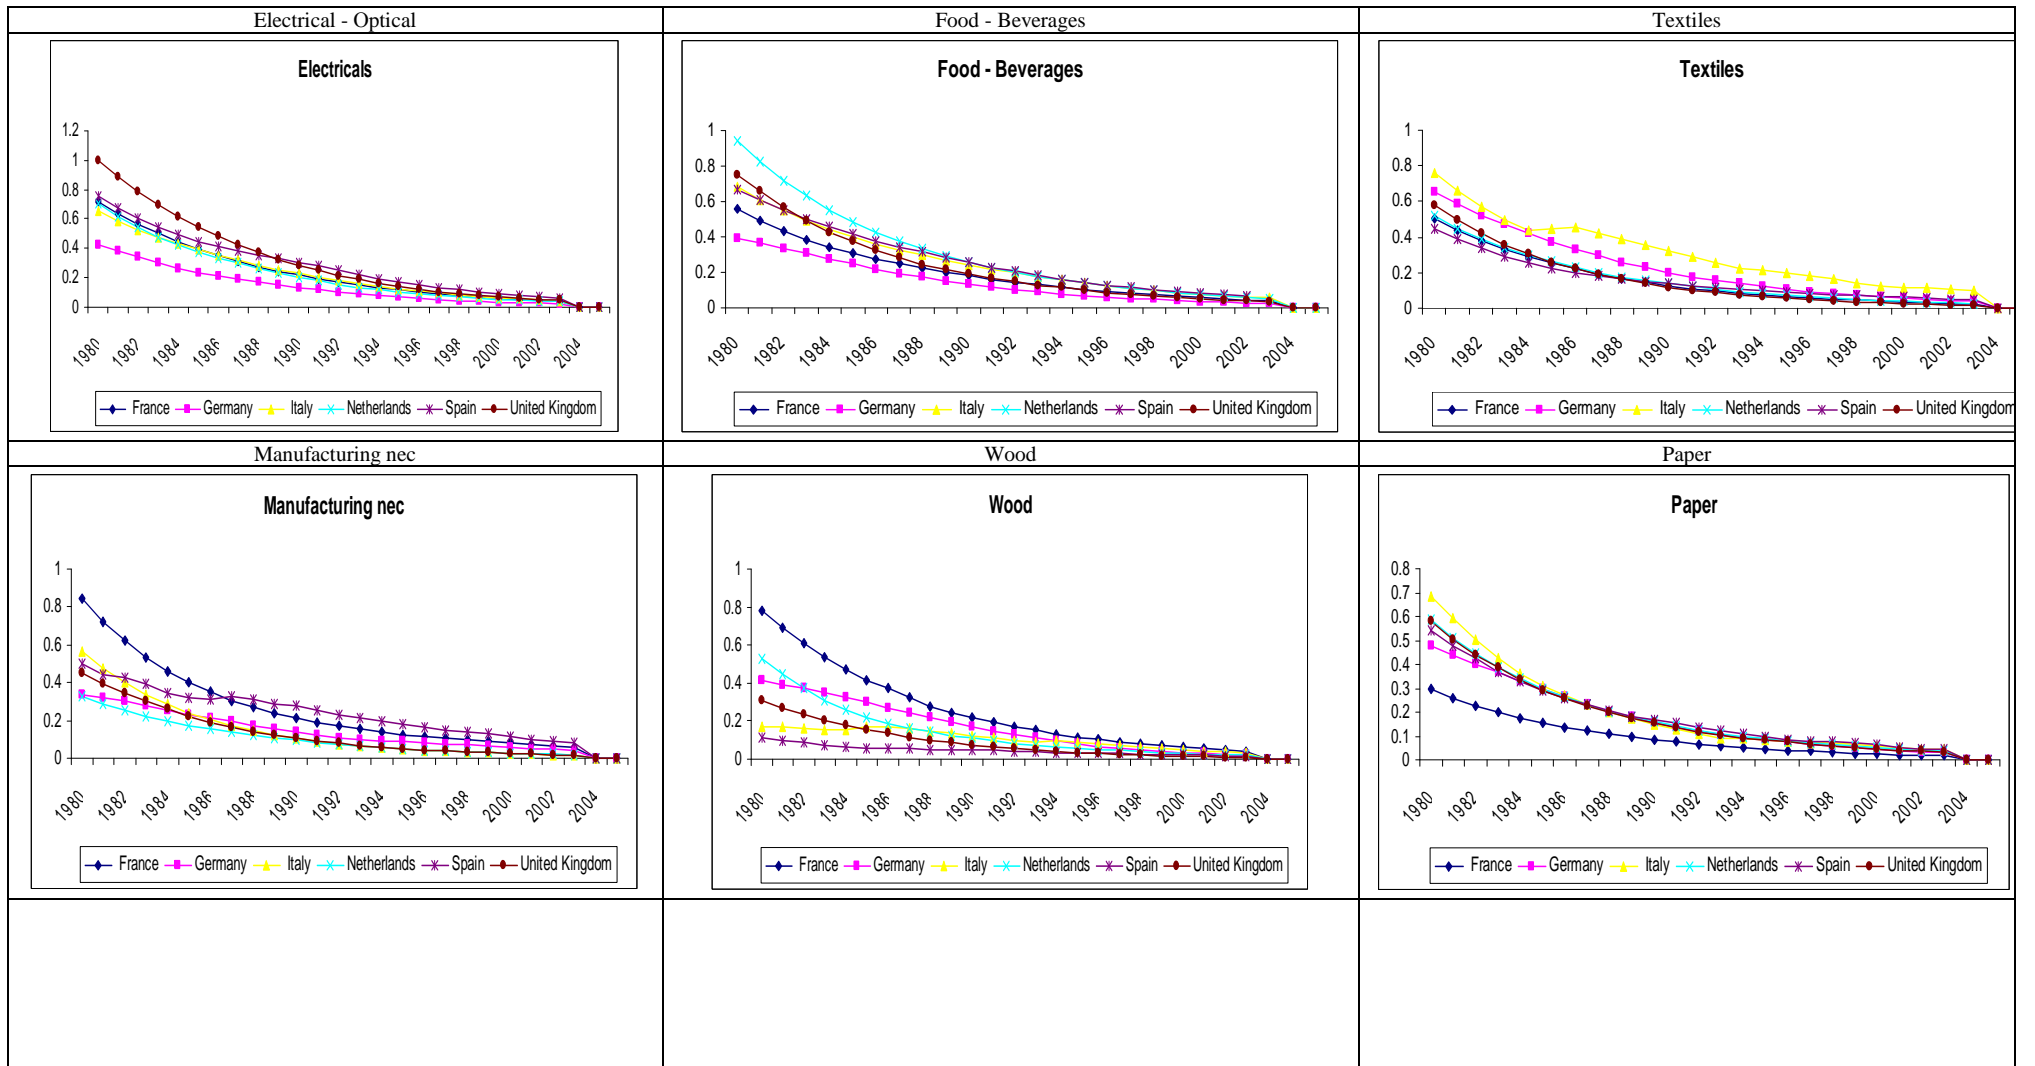 Electrical - Optical
Food - Beverages
Textiles
Electricals
1.2
1
0.8
0.6
0.4
0.2
0
1980 1987 1984 1986 1988 1990 1992 1994 1996 1998 2000 2002 2004
France Germany Italy Netherlands Spain United Kingdom
Food - Beverages
1
0.8
0.6
0.4
0.2
0
1980 1982 1984 1986 1988 1990 1992 1994 1996 1998 2000 2002 2004
France Germany Italy Netherlands Spain United Kingdom
Textiles
1
0.8
0.6
0.4
0.2
0
1980 1982 1984 1986 1988 1990 1992 1994 1996 1998 2000 2002 2004
France Germany Italy Netherlands Spain United Kingdom
Manufacturing nec
Wood
Paper
Manufacturing nec
1
0.8
0.6
0.4
0.2
0
1980 1982 1984 1986 1988 1990 1992 1994 1996 1998 2000 2002 2004
France Germany Italy Netherlands Spain United Kingdom
Wood
1
0.8
0.6
0.4
0.2
0
1980 1987 1984 1986 1988 1990 1992 1994 1996 1998 2000 2002 2004
France Germany Italy Netherlands Spain United Kingdom
Paper
0.8
0.7
0.6
0.5
0.4
0.3
0.2
0.1
0
1980 1982 1984 1986 1988 1990 1992 1994 1996 1998 2000 2002 2004
France Germany Italy Netherlands Spain United Kingdom